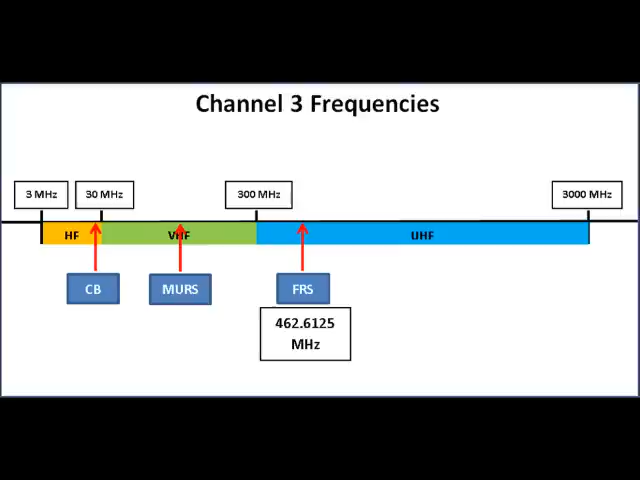 Channel 3 Frequencies
3 MHz 30 MHz 300 MHz 3000 MHz
HF VHF UHF
CB MURS FRS
462.6125
MHz